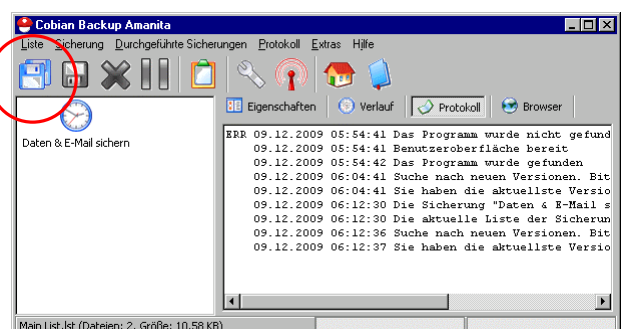 Cobian Backup Amanita
Liste Sicherung Durchgeführte Sicherungen Protokoll Extras Hilfe
Eigenschaften Verlauf Protokoll Browser
Daten & E-Mail sichern
ERR 09.12.2009 05:54:41 Das Programm wurde nicht gefund
09.12.2009 05:54:41 Benutzeroberfläche bereit
09.12.2009 05:54:42 Das Programm wurde gefunden
09.12.2009 06:04:41 Suche nach neuen Versionen. Bit
09.12.2009 06:04:41 Sie haben die aktuellste Versio
09.12.2009 06:12:30 Die Sicherung "Daten & E-Mail s
09.12.2009 06:12:30 Die aktuelle Liste der Sicherun
09.12.2009 06:12:36 Suche nach neuen Versionen. Bit
09.12.2009 06:12:37 Sie haben die aktuellste Versio
Main List.lst (Dateien: 2, Größe: 10,58 KB)